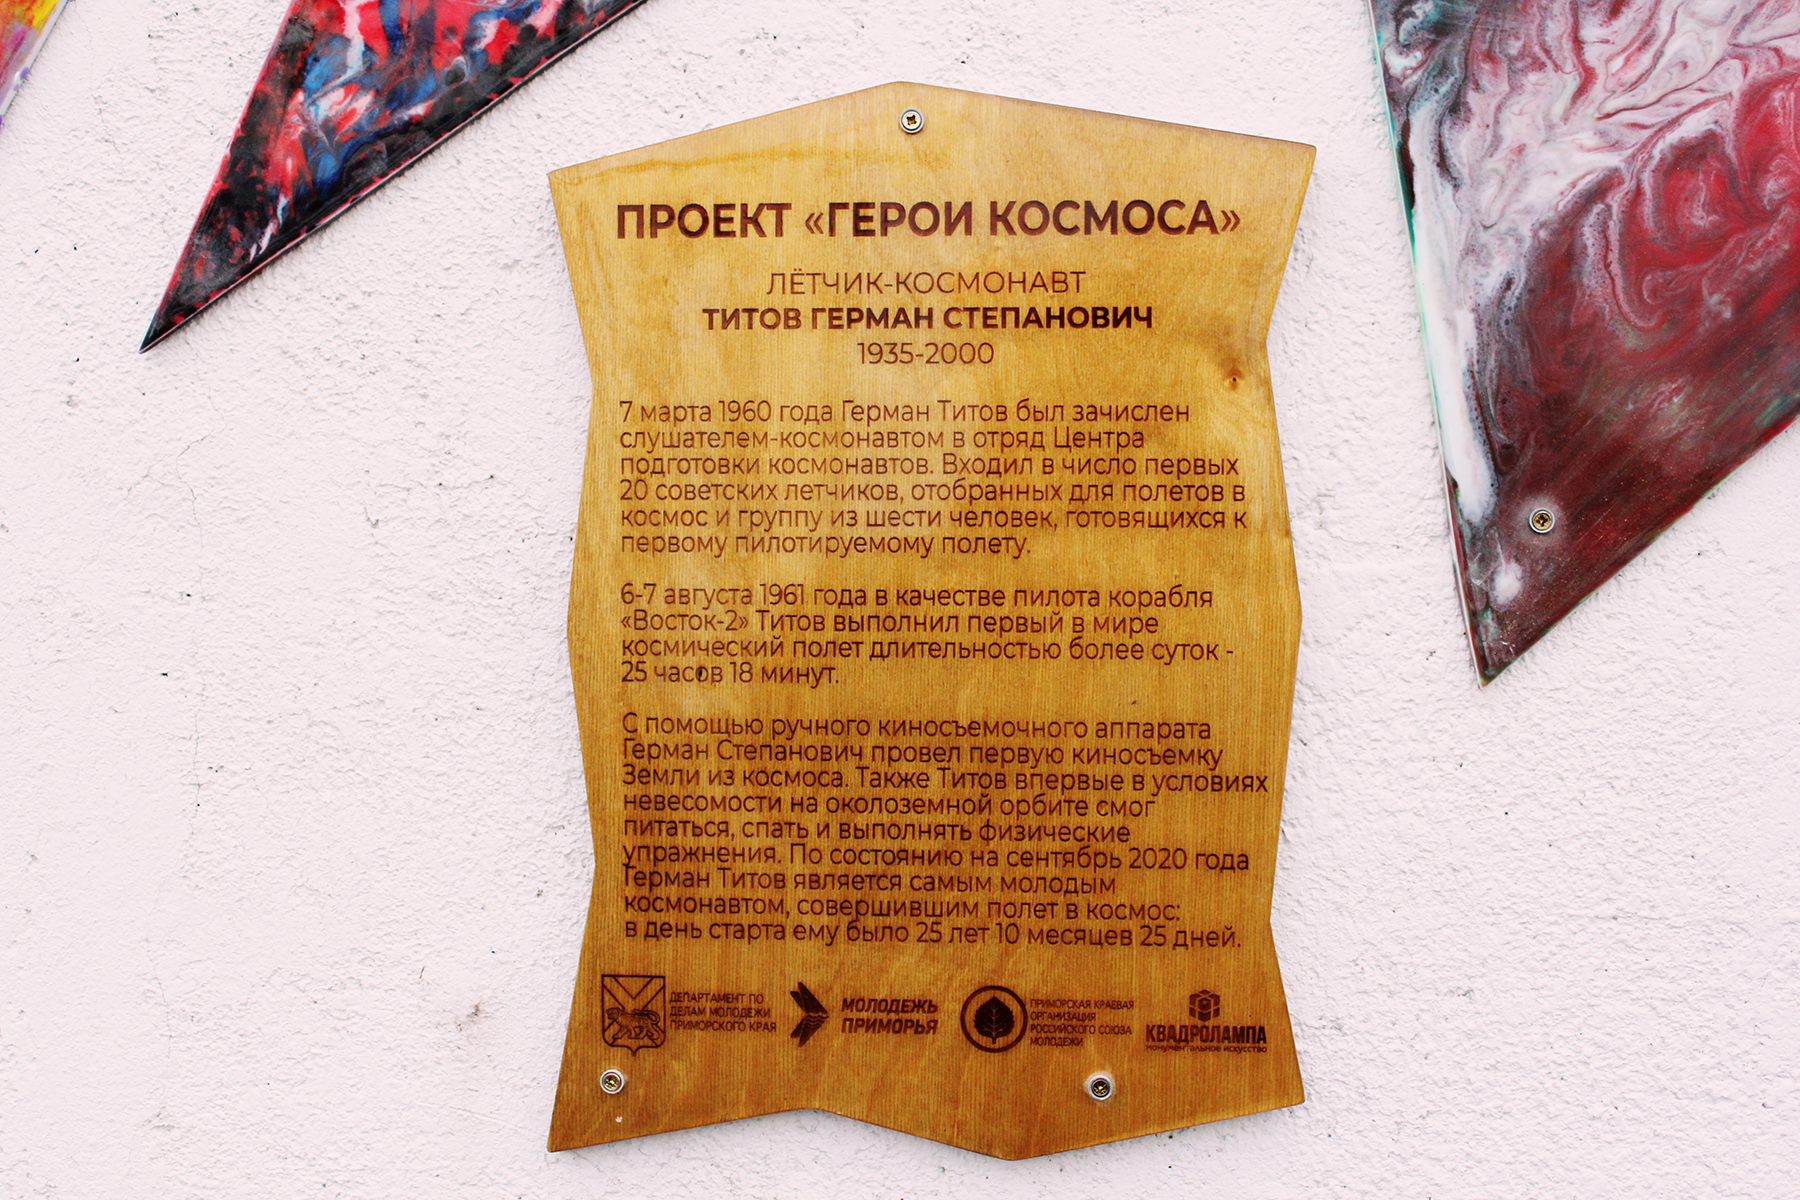 ПРОЕКТ «ГЕРОИ КОСМОСА»
ЛЁТЧИК-КОСМОНАВТ
ТИТОВ ГЕРМАН СТЕПАНОВИЧ
1935-2000
7 марта 1960 года Герман Титов был зачислен
слушателем-космонавтом в отряд Центра
подготовки космонавтов. Входил в число первых
20 советских летчиков, отобранных для полетов в
космос и группу из шести человек, готовящихся к
первому пилотируемому полету.
6-7 августа 1961 года в качестве пилота корабля
«Восток-2» Титов выполнил первый в мире
космический полет длительностью более суток -
25 часов 18 минут.
С помощью ручного киносъемочного аппарата
Герман Степанович провел первую киносъемку
Земли из космоса. Также Титов впервые в условиях
невесомости на околоземной орбите смог
питаться, спать и выполнять физические
упражнения. По состоянию на сентябрь 2020 года
Герман Титов является самым молодым
космонавтом, совершившим полет в космос:
в день старта ему было 25 лет 10 месяцев 25 дней.
ДЕПАРТАМЕНТ ПО
ДЕЛАМ МОЛОДЕЖИ
ПРИМОРСКОГО КРАЯ
МОЛОДЕЖЬ
ПРИМОРЬЯ
ПРИМОРСКАЯ КРАЕВАЯ
ОРГАНИЗАЦИЯ
РОССИЙСКОГО СОЮЗА
МОЛОДЕЖИ
КВАДРОЛАМПА
монументальное искусство